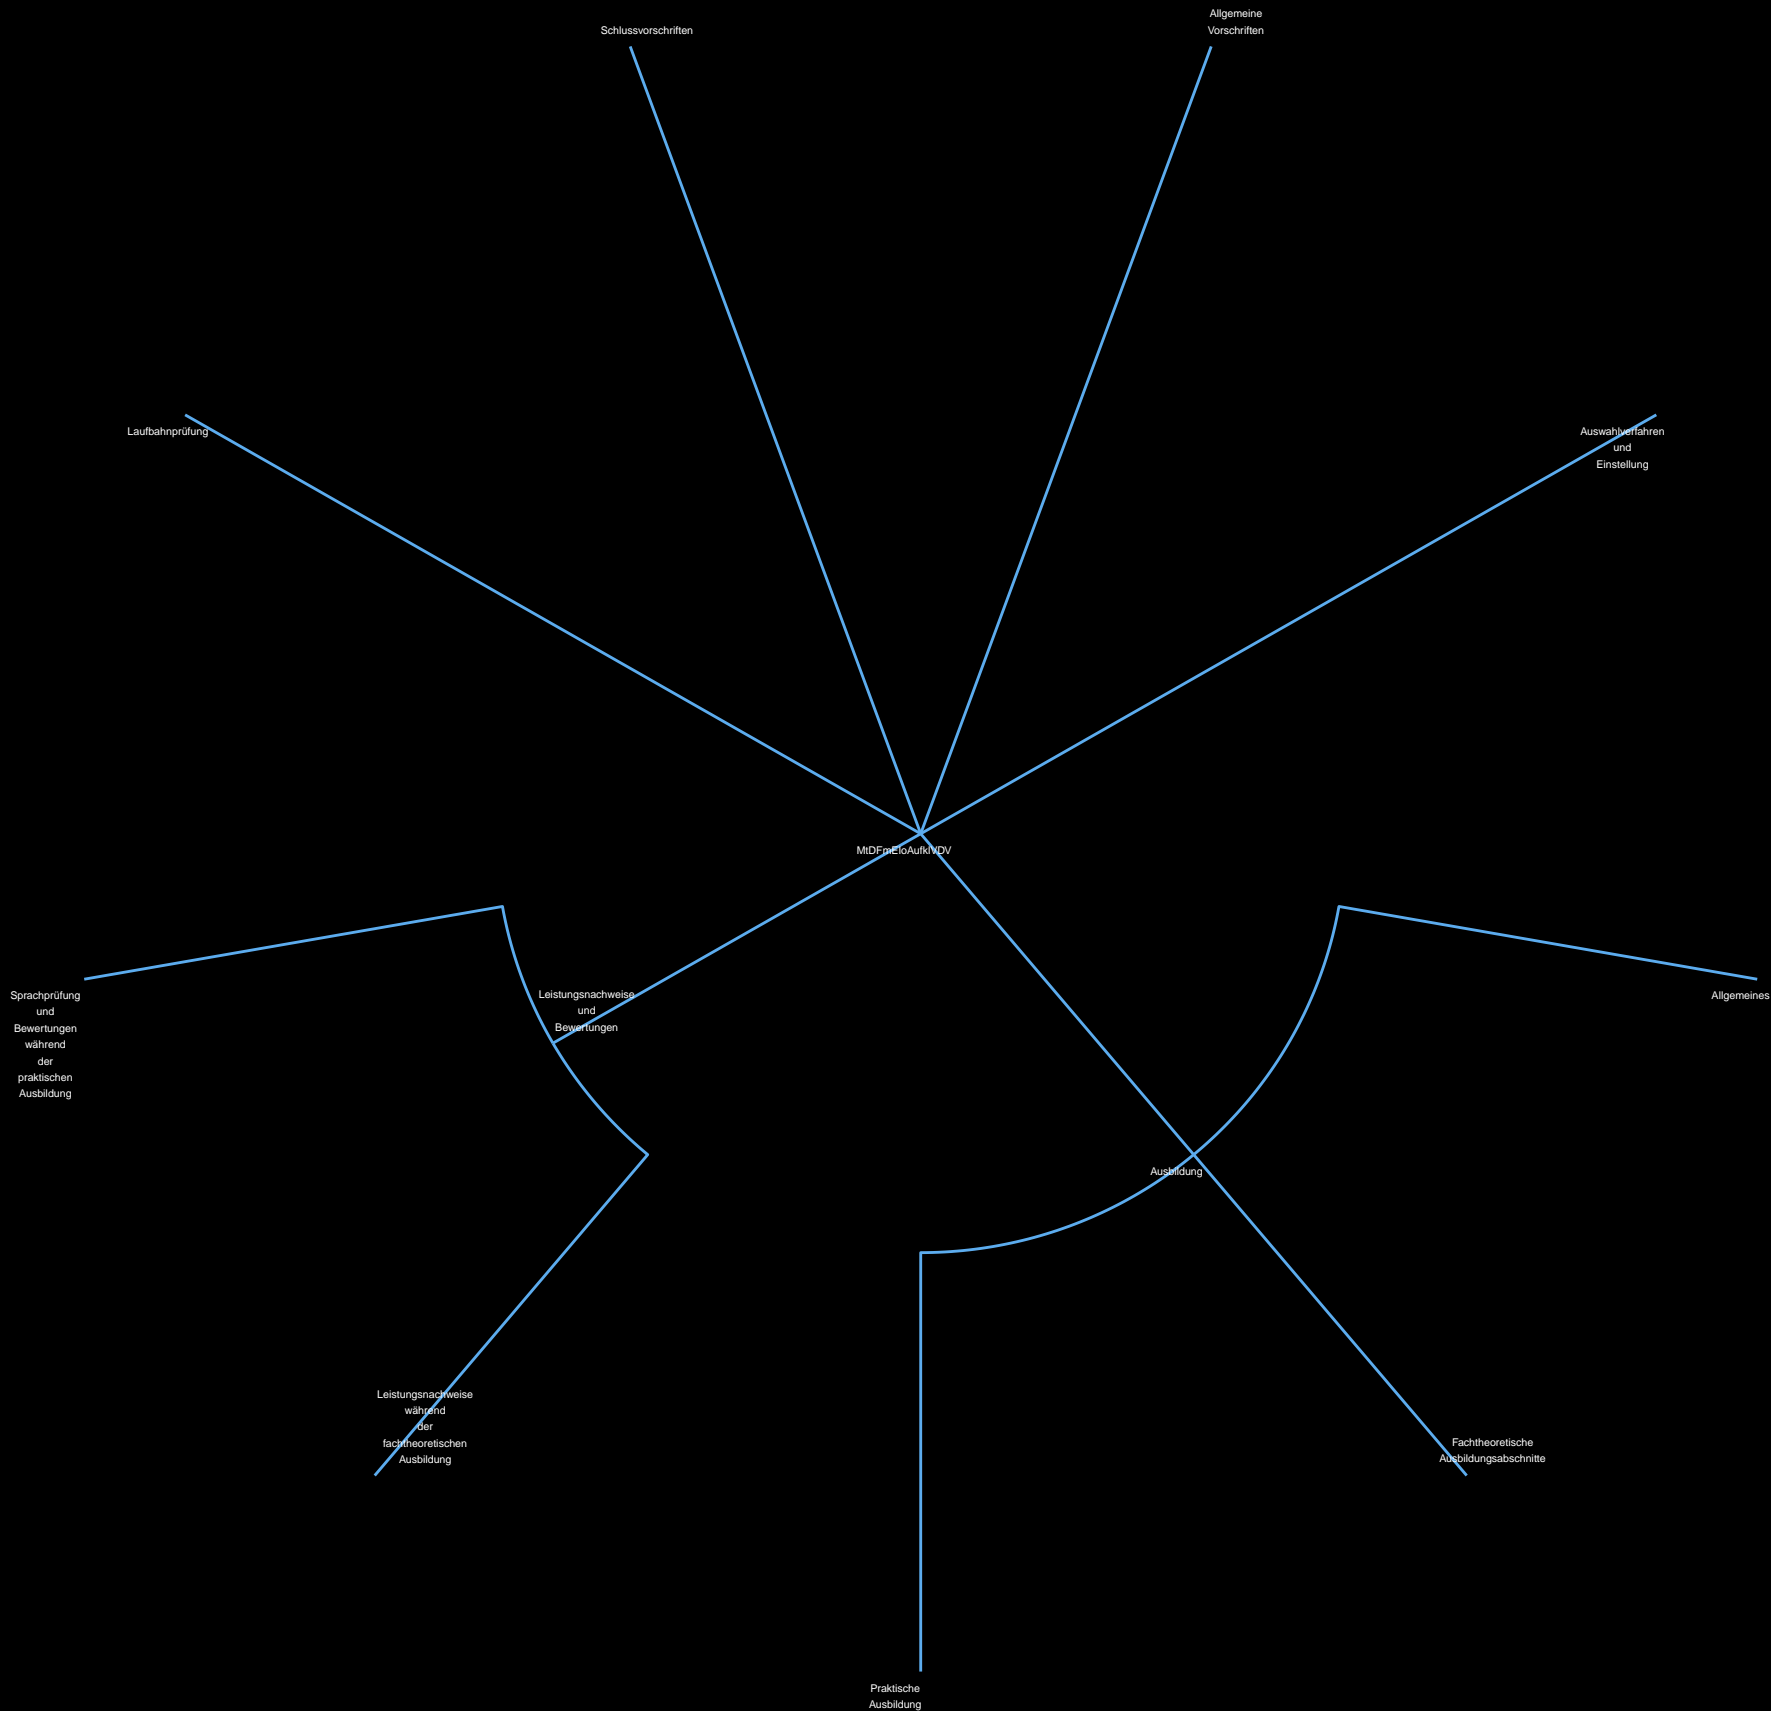 Schlussvorschriften
Allgemeine
Vorschriften
Laufbahnprüfung
Auswahlverfahren
und
Einstellung
MtDFmEloAufklVDV
Sprachprüfung
und
Bewertungen
während
der
praktischen
Ausbildung
Leistungsnachweise
und
Bewertungen
Allgemeines
Ausbildung
Leistungsnachweise
während
der
fachtheoretischen
Ausbildung
Fachtheoretische
Ausbildungsabschnitte
Praktische
Ausbildung